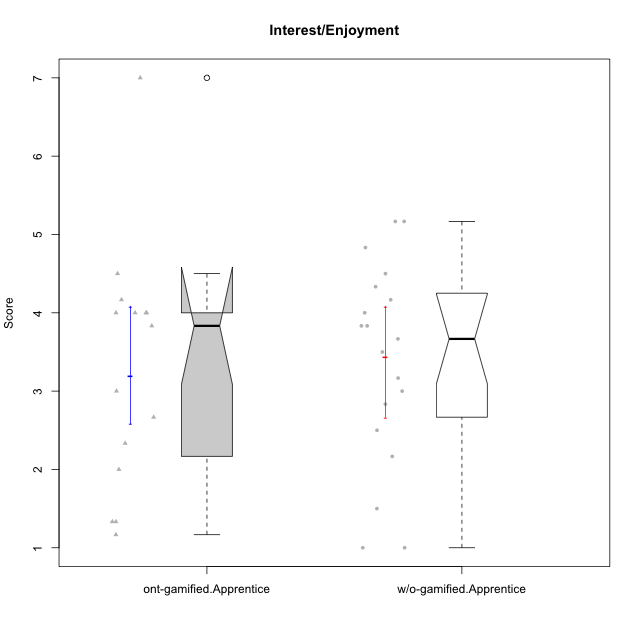 Interest/Enjoyment
Score
7
6
5
4
3
2
1
ont-gamified.Apprentice
w/o-gamified.Apprentice